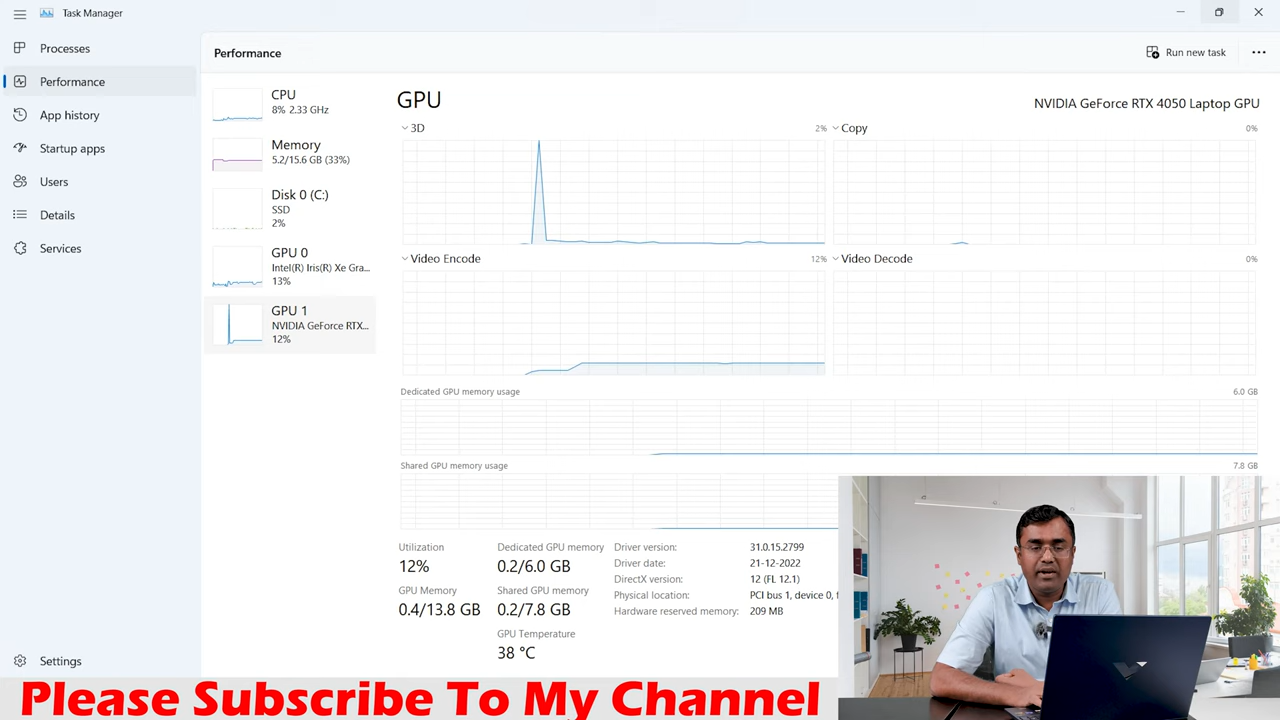 Task Manager
Processes
Performance
App history
Startup apps
Users
Details
Services
Settings
Performance
Run new task
CPU
8% 2.33 GHz
Memory
5.2/15.6 GB (33%)
Disk 0 (C:)
SSD
2%
GPU 0
Intel(R) Iris(R) Xe Gra...
13%
GPU 1
NVIDIA GeForce RTX...
12%
GPU
NVIDIA GeForce RTX 4050 Laptop GPU
3D 2%
Copy 0%
Video Encode 12%
Video Decode 0%
Dedicated GPU memory usage 6.0 GB
Shared GPU memory usage 7.8 GB
Utilization
12%
GPU Memory
0.4/13.8 GB
Dedicated GPU memory
0.2/6.0 GB
Shared GPU memory
0.2/7.8 GB
GPU Temperature
38 °C
Driver version: 31.0.15.2799
Driver date: 21-12-2022
DirectX version: 12 (FL 12.1)
Physical location: PCI bus 1, device 0,
Hardware reserved memory: 209 MB
Please Subscribe To My Channel